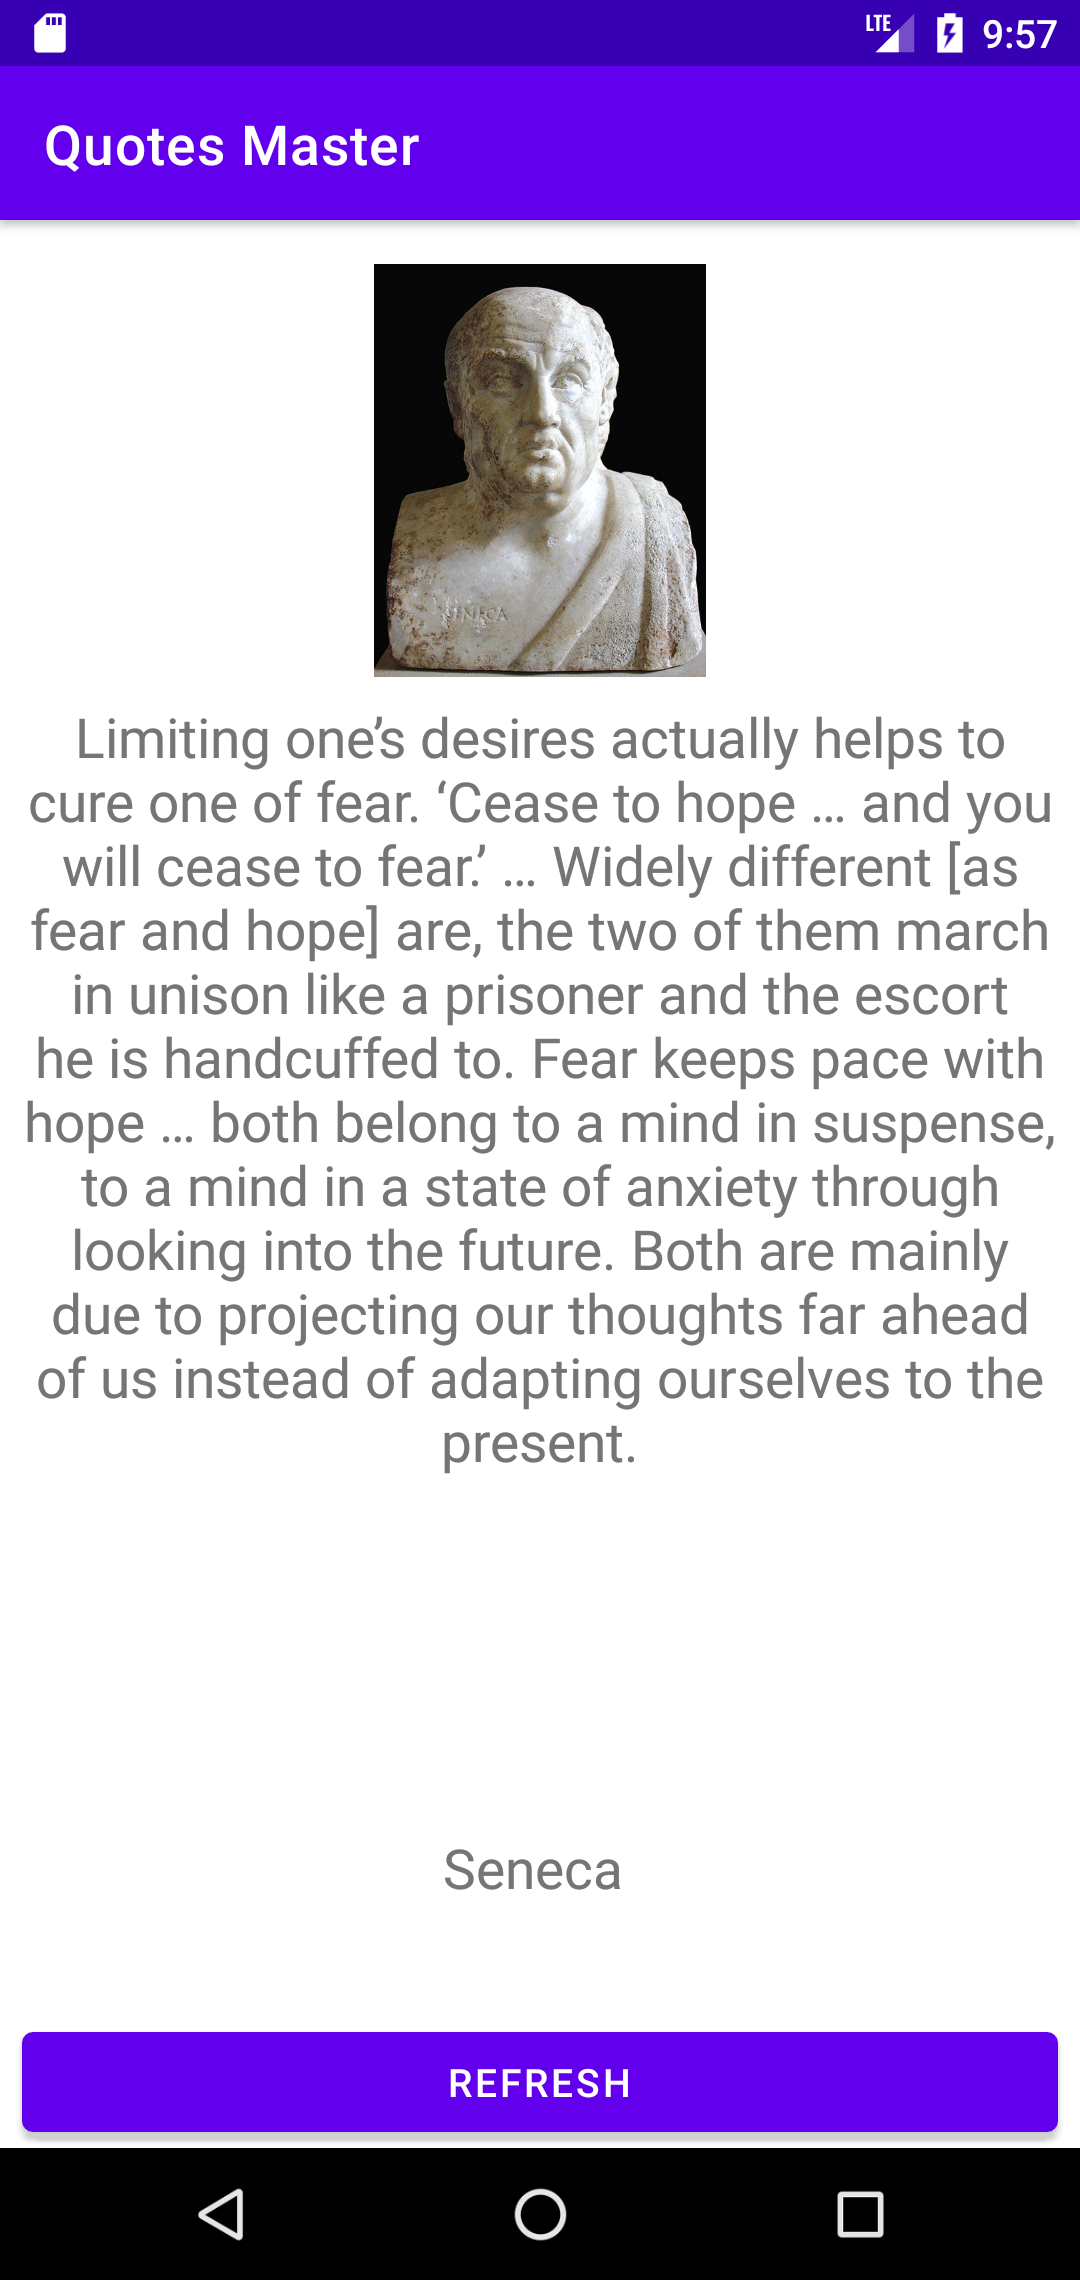 LTE 9:57
Quotes Master
SENECA
Limiting one’s desires actually helps to
cure one of fear. ‘Cease to hope … and you
will cease to fear.’ … Widely different [as
fear and hope] are, the two of them march
in unison like a prisoner and the escort
he is handcuffed to. Fear keeps pace with
hope … both belong to a mind in suspense,
to a mind in a state of anxiety through
looking into the future. Both are mainly
due to projecting our thoughts far ahead
of us instead of adapting ourselves to the
present.
Seneca
REFRESH